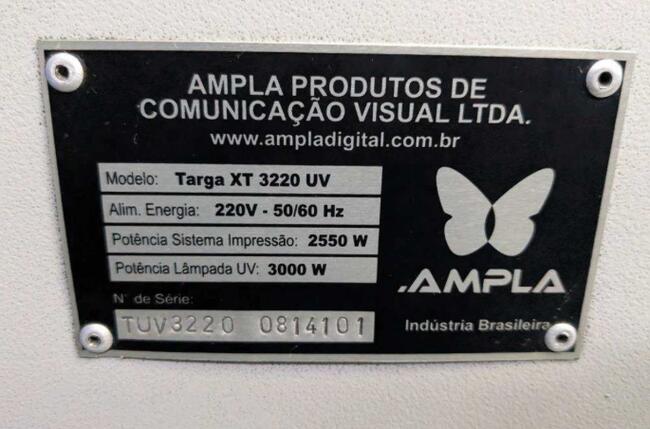 AMPLA PRODUTOS DE
COMUNICAÇÃO VISUAL LTDA.
www.ampladigital.com.br
Modelo: Targa XT 3220 UV
Alim. Energia: 220V - 50/60 Hz
Potência Sistema Impressão: 2550 W
Potência Lâmpada UV: 3000 W
N° de Série:
TUV3220 0814101
.AMPLA
Indústria Brasileira